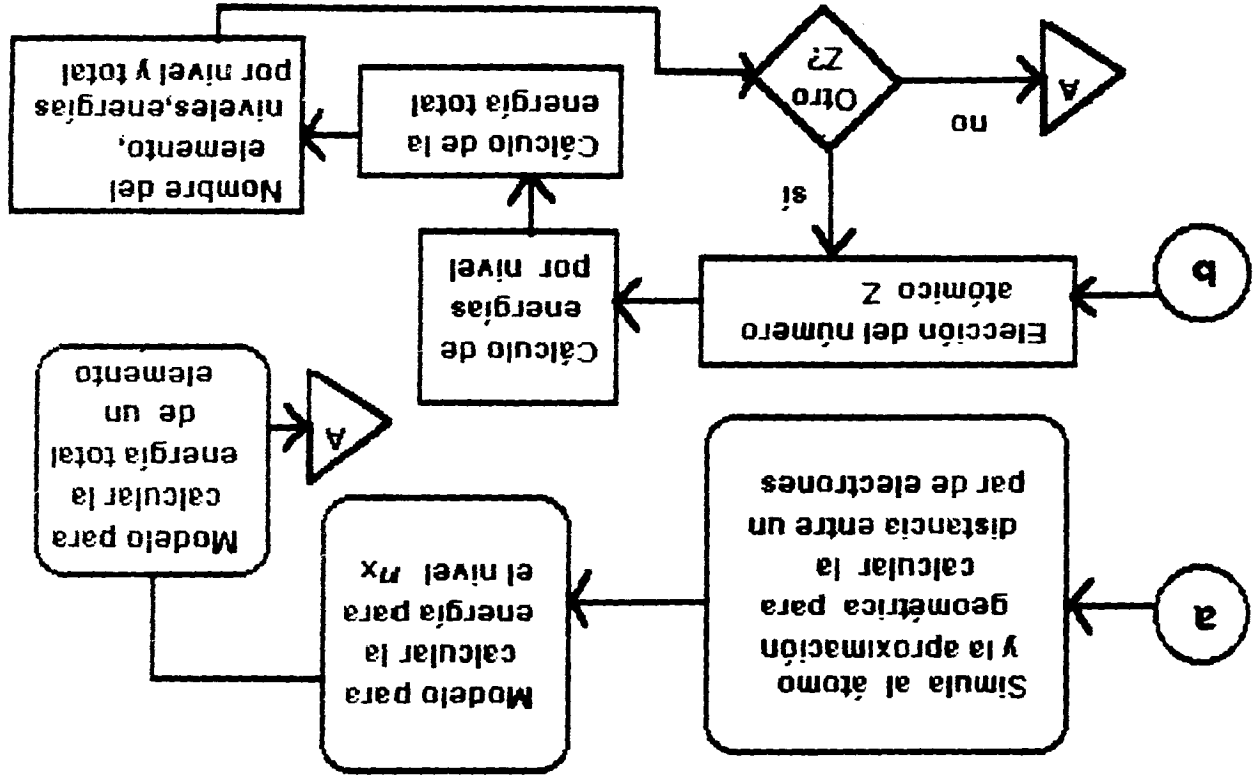 a
Simula al átomo
y la aproximación
geométrica para
calcular la
distancia entre un
par de electrones
Modelo para
calcular la
energía para
el nivel nx
Modelo para
calcular la
energía total
de un
elemento
A
b
Elección del número
atómico Z
Cálculo de
energías
por nivel
Cálculo de la
energía total
Nombre del
elemento,
niveles,energías
por nivel y total
sí
Otro
Z?
no
A